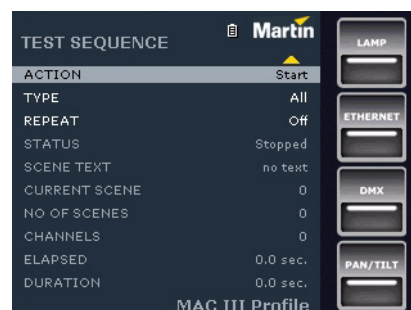 TEST SEQUENCE
Martin
ACTION Start
TYPE All
REPEAT Off
STATUS Stopped
SCENE TEXT no text
CURRENT SCENE 0
NO OF SCENES 0
CHANNELS 0
ELAPSED 0.0 sec.
DURATION 0.0 sec.
MAC III Profile
LAMP
ETHERNET
DMX
PAN/TILT